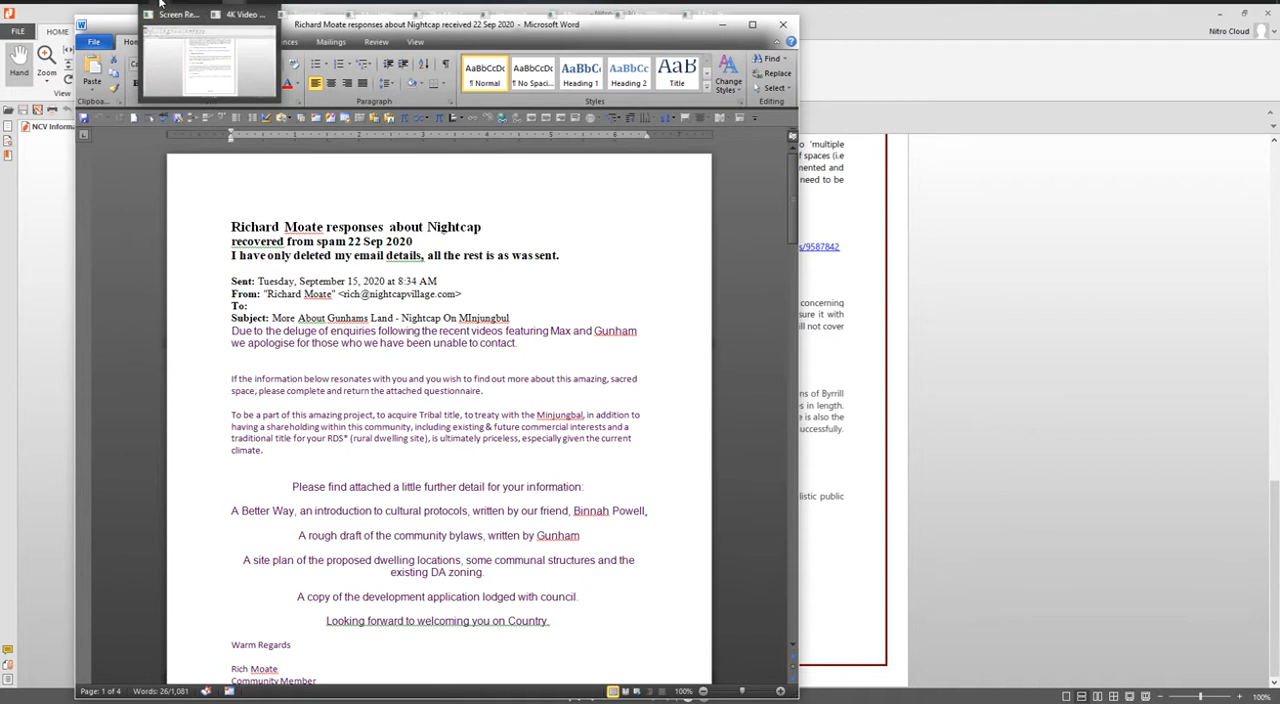 Screen Re...
4K Video ...
Richard Moate responses about Nightcap received 22 Sep 2020 - Microsoft Word
Nitro
Nitro Cloud
FILE
HOME
File
Mailings
Review
View
Hand
Zoom
View
Paste
Clipboard
Paragraph
AaBbCcDc
¶ Normal
AaBbCcDc
¶ No Spaci...
AaBbC
Heading 1
AaBbCc
Heading 2
AaB
Title
Change
Styles
Styles
Find
Replace
Select
Editing
NCV Informa
Richard Moate responses about Nightcap
recovered from spam 22 Sep 2020
I have only deleted my email details, all the rest is as was sent.
Sent: Tuesday, September 15, 2020 at 8:34 AM
From: "Richard Moate" <rich@nightcapvillage.com>
To:
Subject: More About Gunhams Land - Nightcap On MInjungbul
Due to the deluge of enquiries following the recent videos featuring Max and Gunham
we apologise for those who we have been unable to contact.
If the information below resonates with you and you wish to find out more about this amazing, sacred
space, please complete and return the attached questionnaire.
To be a part of this amazing project, to acquire Tribal title, to treaty with the Minjungbal, in addition to
having a shareholding within this community, including existing & future commercial interests and a
traditional title for your RDS* (rural dwelling site), is ultimately priceless, especially given the current
climate.
Please find attached a little further detail for your information:
A Better Way, an introduction to cultural protocols, written by our friend, Binnah Powell,
A rough draft of the community bylaws, written by Gunham
A site plan of the proposed dwelling locations, some communal structures and the
existing DA zoning.
A copy of the development application lodged with council.
Looking forward to welcoming you on Country.
Warm Regards
Rich Moate
Community Member
o 'multiple
f spaces (i.e
mented and
need to be
s/9587842
concerning
sure it with
ill not cover
ns of Byrrill
es in length.
e is also the
uccessfully.
listic public
Page: 1 of 4
Words: 26/1,081
100%
100%